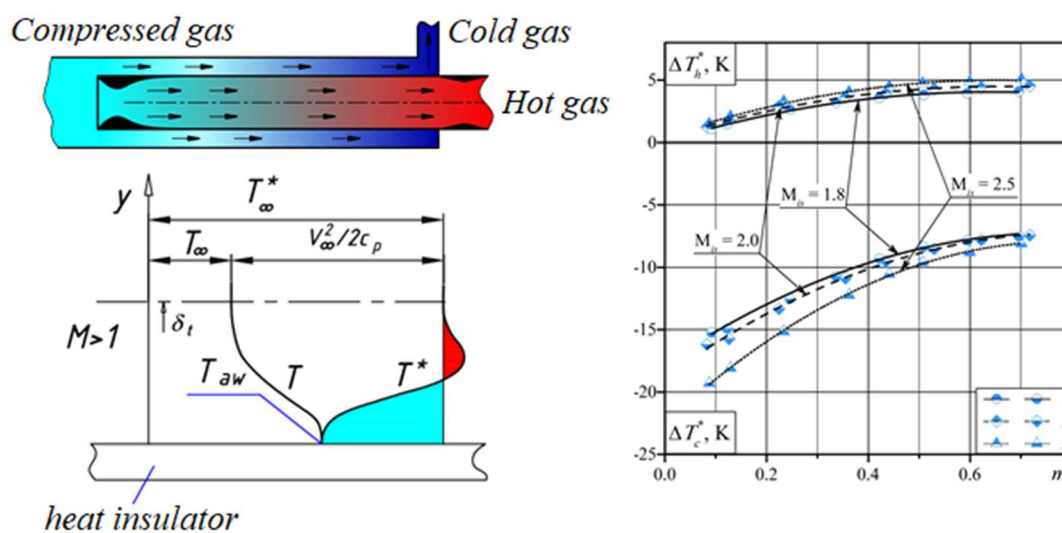 Compressed gas
Cold gas
Hot gas
y
T*∞
T∞
V²∞/2cp
M>1
δt
Taw
T
T*
heat insulator
ΔT*h, K
5
0
-5
-10
-15
-20
-25
Mis = 2.5
Mis = 1.8
Mis = 2.0
ΔT*c, K
0.0 0.2 0.4 0.6 m